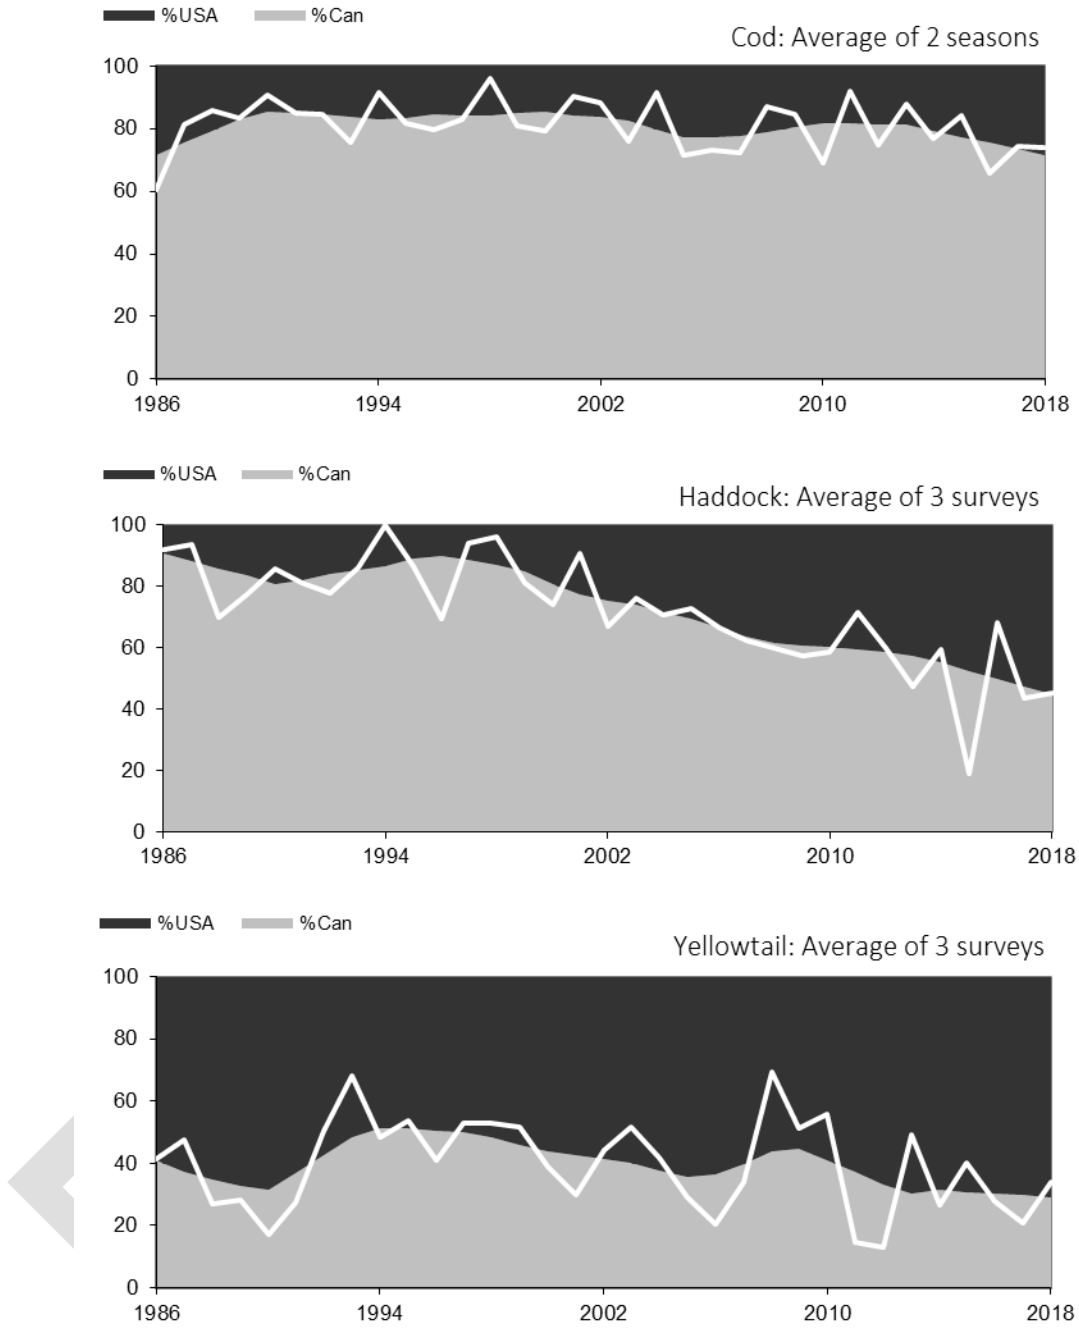 %USA %Can
Cod: Average of 2 seasons
100
80
60
40
20
0
1986 1994 2002 2010 2018
%USA %Can
Haddock: Average of 3 surveys
100
80
60
40
20
0
1986 1994 2002 2010 2018
%USA %Can
Yellowtail: Average of 3 surveys
100
80
60
40
20
0
1986 1994 2002 2010 2018